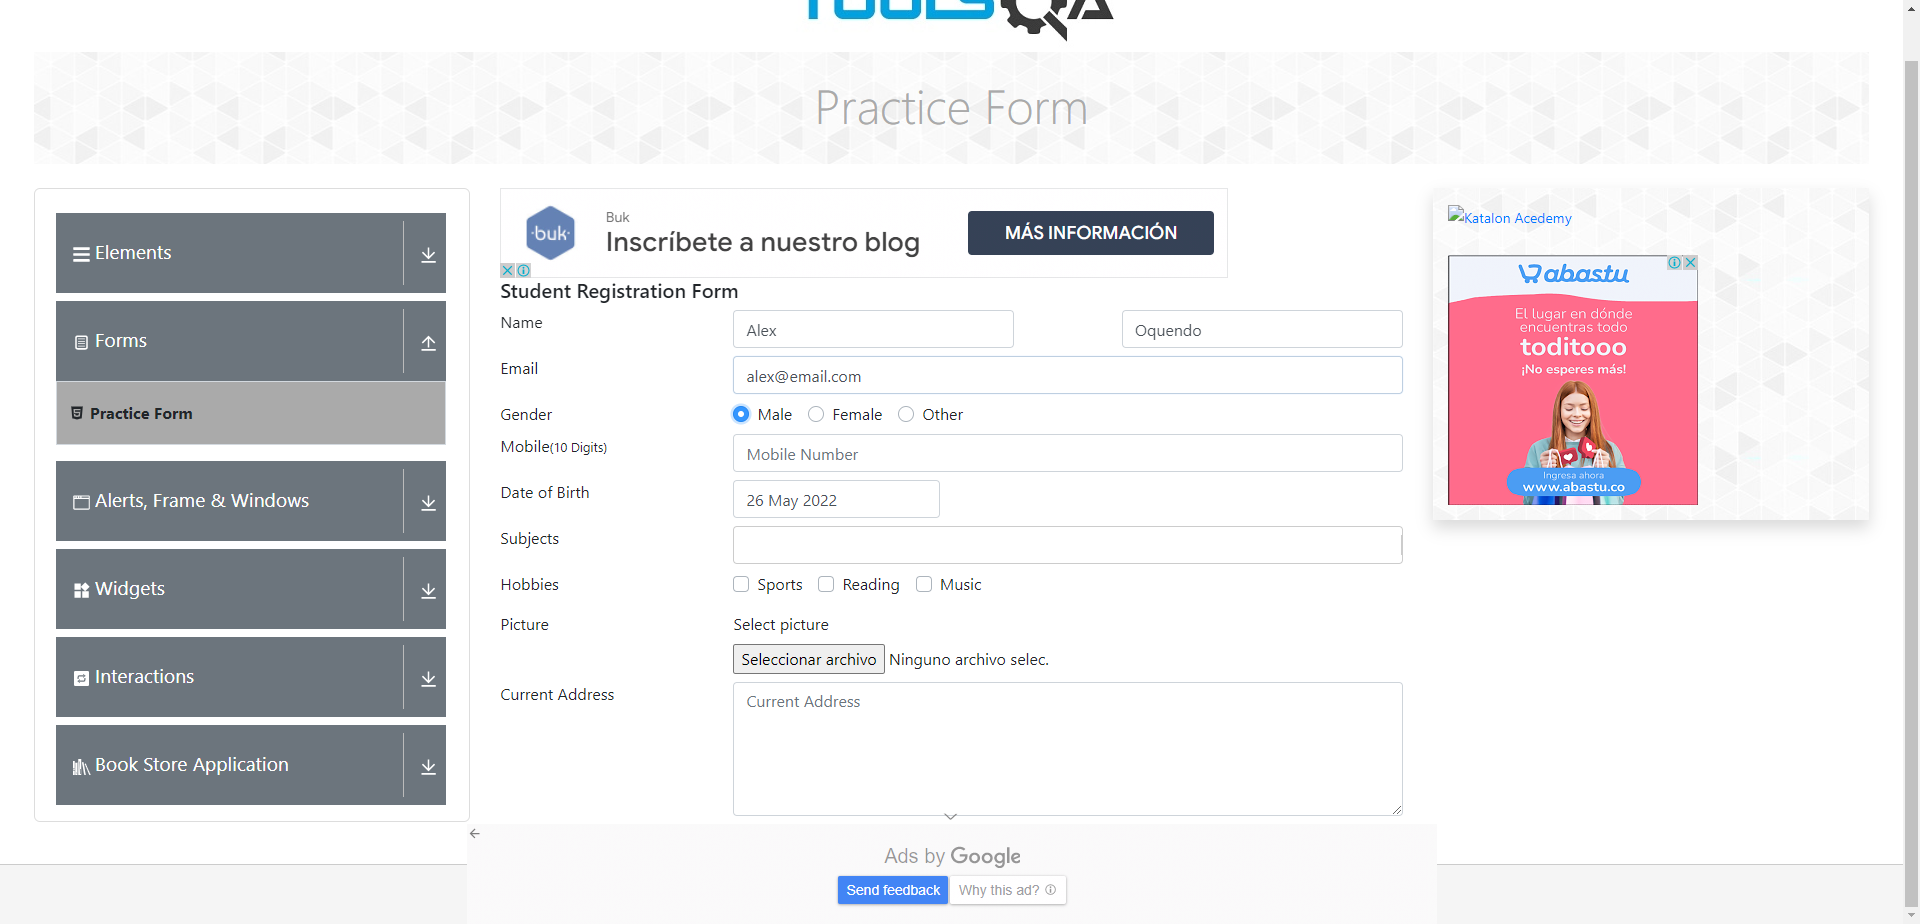 TOOLSQA
Practice Form
Elements
Forms
Practice Form
Alerts, Frame & Windows
Widgets
Interactions
Book Store Application
·buk·
Buk
Inscríbete a nuestro blog
MÁS INFORMACIÓN
Student Registration Form
Name
Alex
Oquendo
Email
alex@email.com
Gender
Male
Female
Other
Mobile(10 Digits)
Mobile Number
Date of Birth
26 May 2022
Subjects
Hobbies
Sports
Reading
Music
Picture
Select picture
Seleccionar archivo Ninguno archivo selec.
Current Address
Current Address
Katalon Acedemy
abastu
El lugar en dónde
encuentras todo
toditooo
¡No esperes más!
Ingresa ahora
www.abastu.co
Ads by Google
Send feedback
Why this ad?